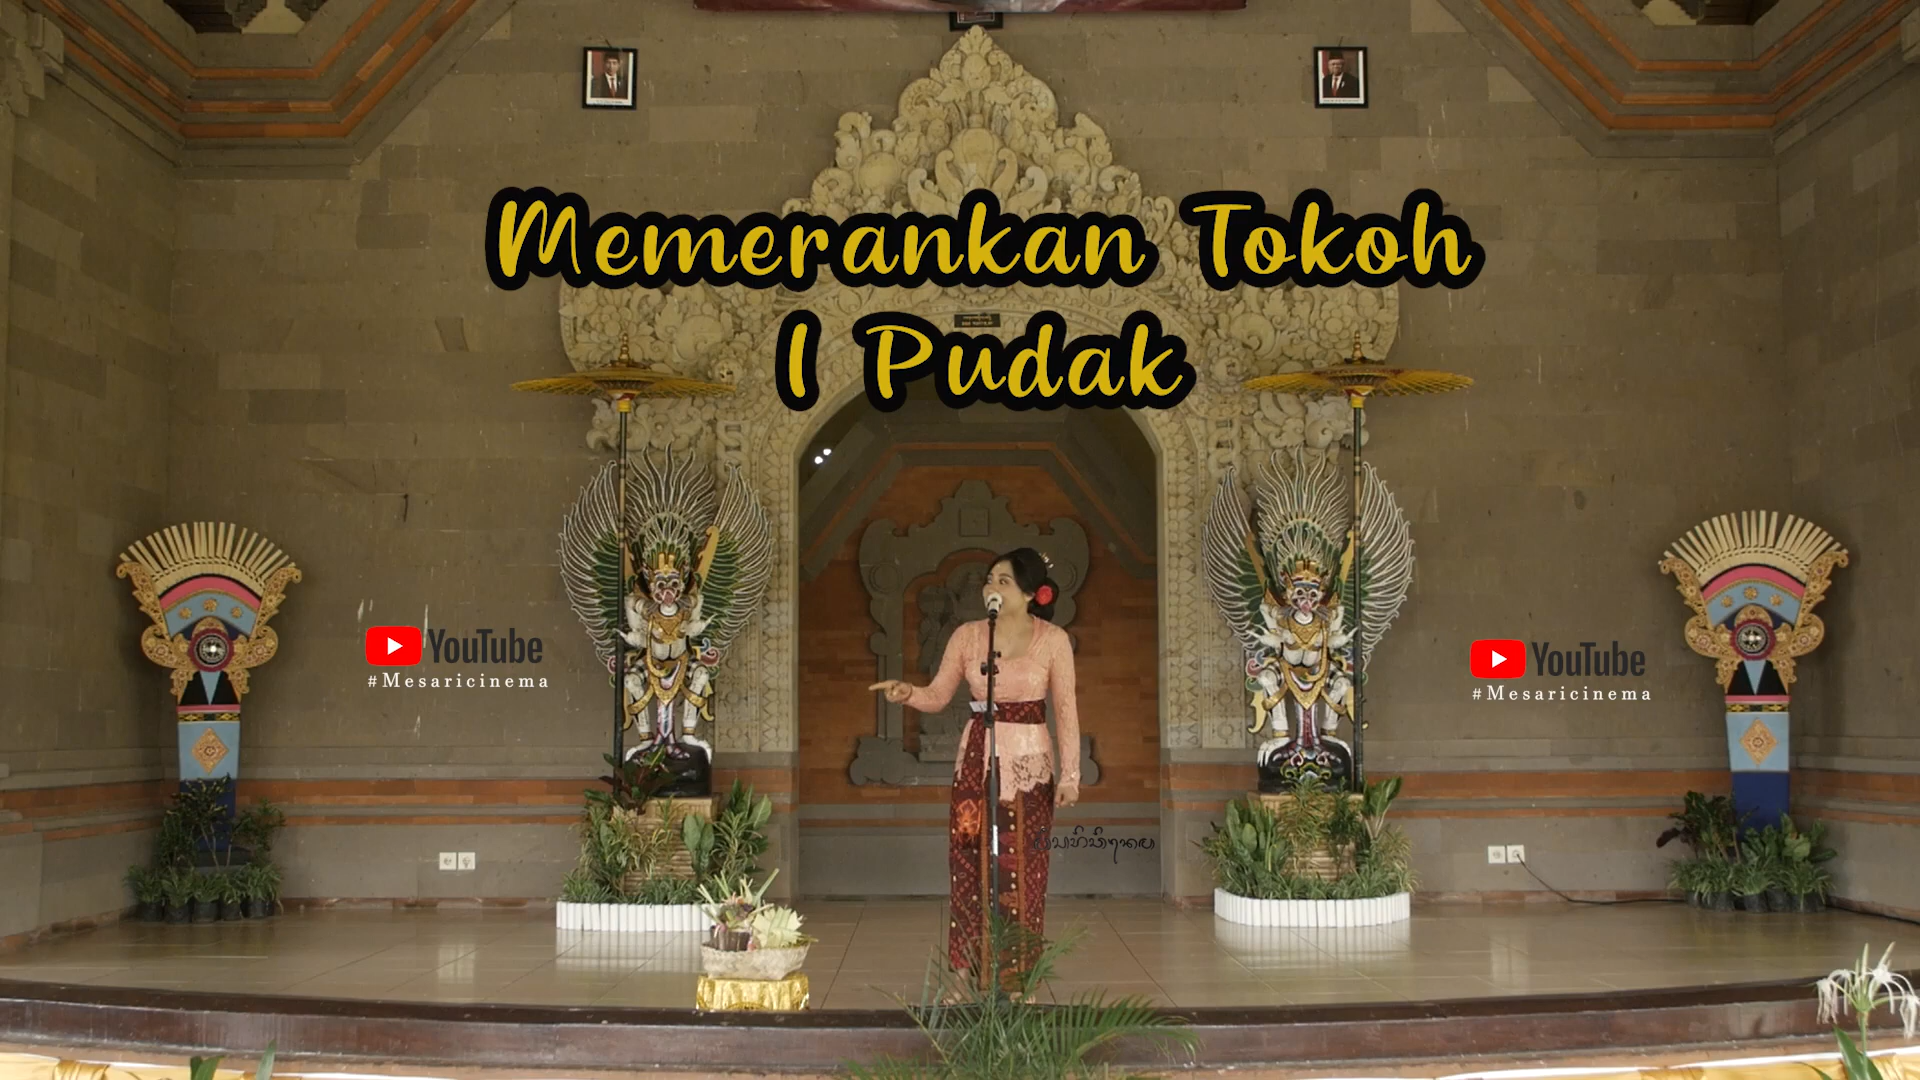 Memerankan Tokoh
I Pudak
YouTube
#Mesaricinema
YouTube
#Mesaricinema